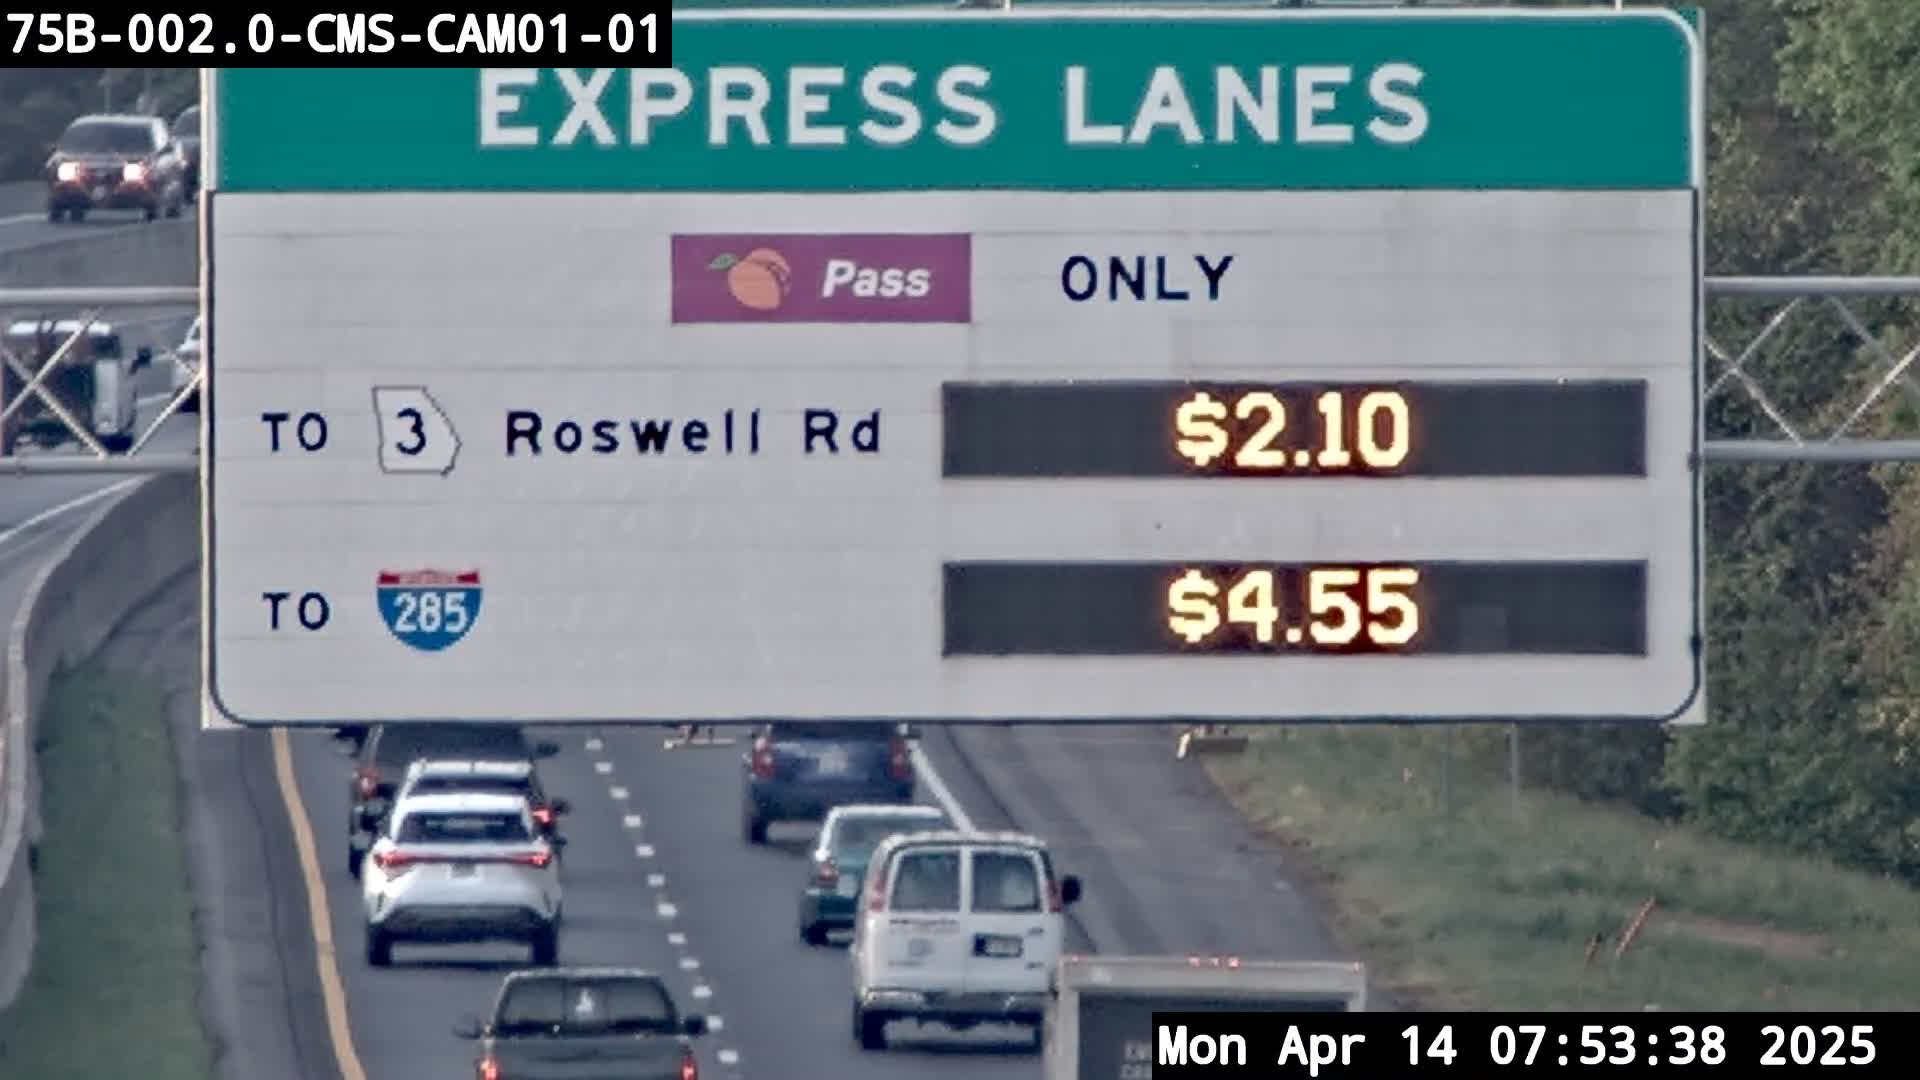 75B-002.0-CMS-CAM01-01
EXPRESS LANES
Pass ONLY
TO 3 Roswell Rd $2.10
TO 285 $4.55
Mon Apr 14 07:53:38 2025